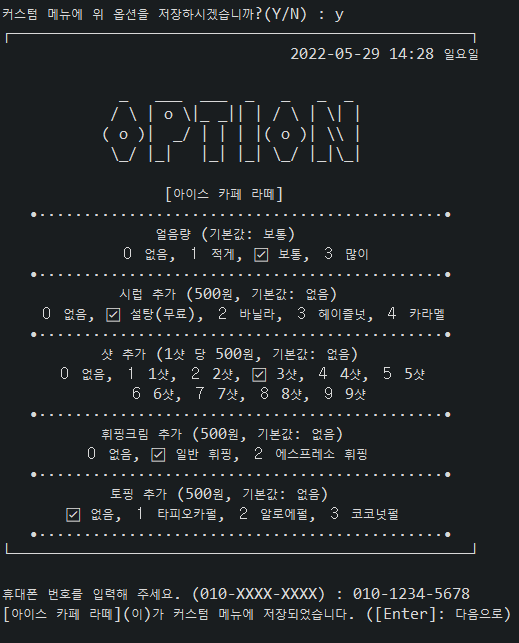 커스텀 메뉴에 위 옵션을 저장하시겠습니까?(Y/N) : y
2022-05-29 14:28 일요일
OPTION
[아이스 카페 라떼]
얼음량 (기본값: 보통)
0 없음, 1 적게, ☑ 보통, 3 많이
시럽 추가 (500원, 기본값: 없음)
0 없음, ☑ 설탕(무료), 2 바닐라, 3 헤이즐넛, 4 카라멜
샷 추가 (1샷 당 500원, 기본값: 없음)
0 없음, 1 1샷, 2 2샷, ☑ 3샷, 4 4샷, 5 5샷
6 6샷, 7 7샷, 8 8샷, 9 9샷
휘핑크림 추가 (500원, 기본값: 없음)
0 없음, ☑ 일반 휘핑, 2 에스프레소 휘핑
토핑 추가 (500원, 기본값: 없음)
☑ 없음, 1 타피오카펄, 2 알로에펄, 3 코코넛펄
휴대폰 번호를 입력해 주세요. (010-XXXX-XXXX) : 010-1234-5678
[아이스 카페 라떼](이)가 커스텀 메뉴에 저장되었습니다. ([Enter]: 다음으로)